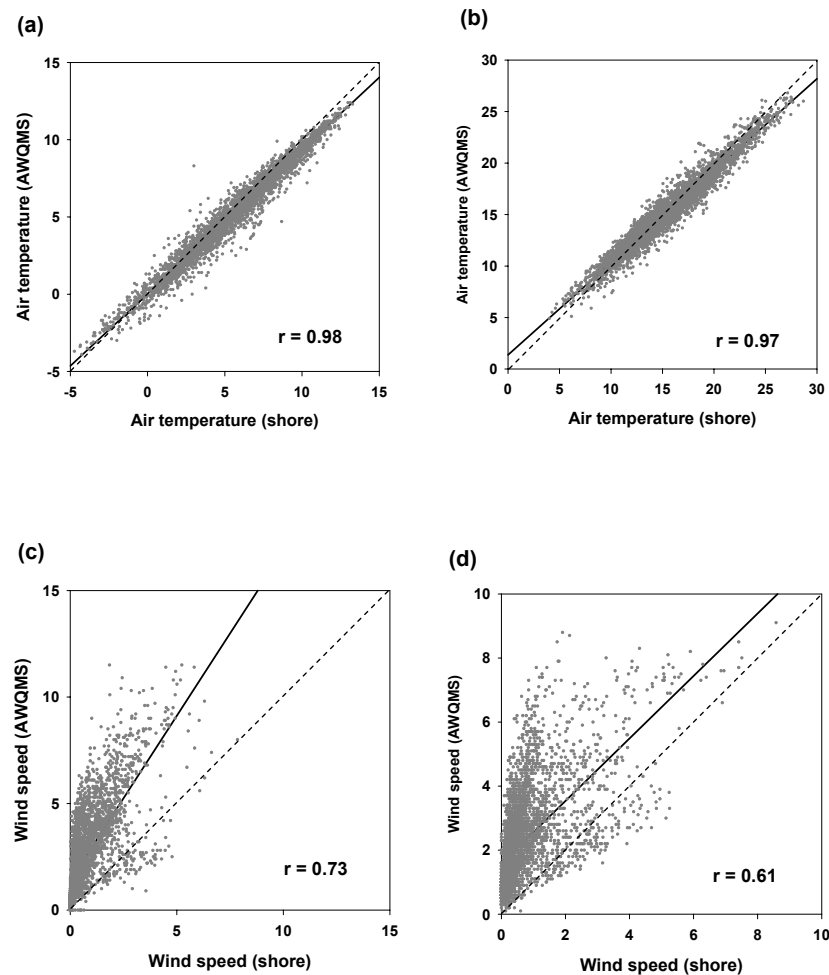 (a)
15
10
5
0
-5
Air temperature (AWQMS)
r = 0.98
-5 0 5 10 15
Air temperature (shore)
(b)
30
25
20
15
10
5
0
Air temperature (AWQMS)
r = 0.97
0 5 10 15 20 25 30
Air temperature (shore)
(c)
15
10
5
0
Wind speed (AWQMS)
r = 0.73
0 5 10 15
Wind speed (shore)
(d)
10
8
6
4
2
0
Wind speed (AWQMS)
r = 0.61
0 2 4 6 8 10
Wind speed (shore)